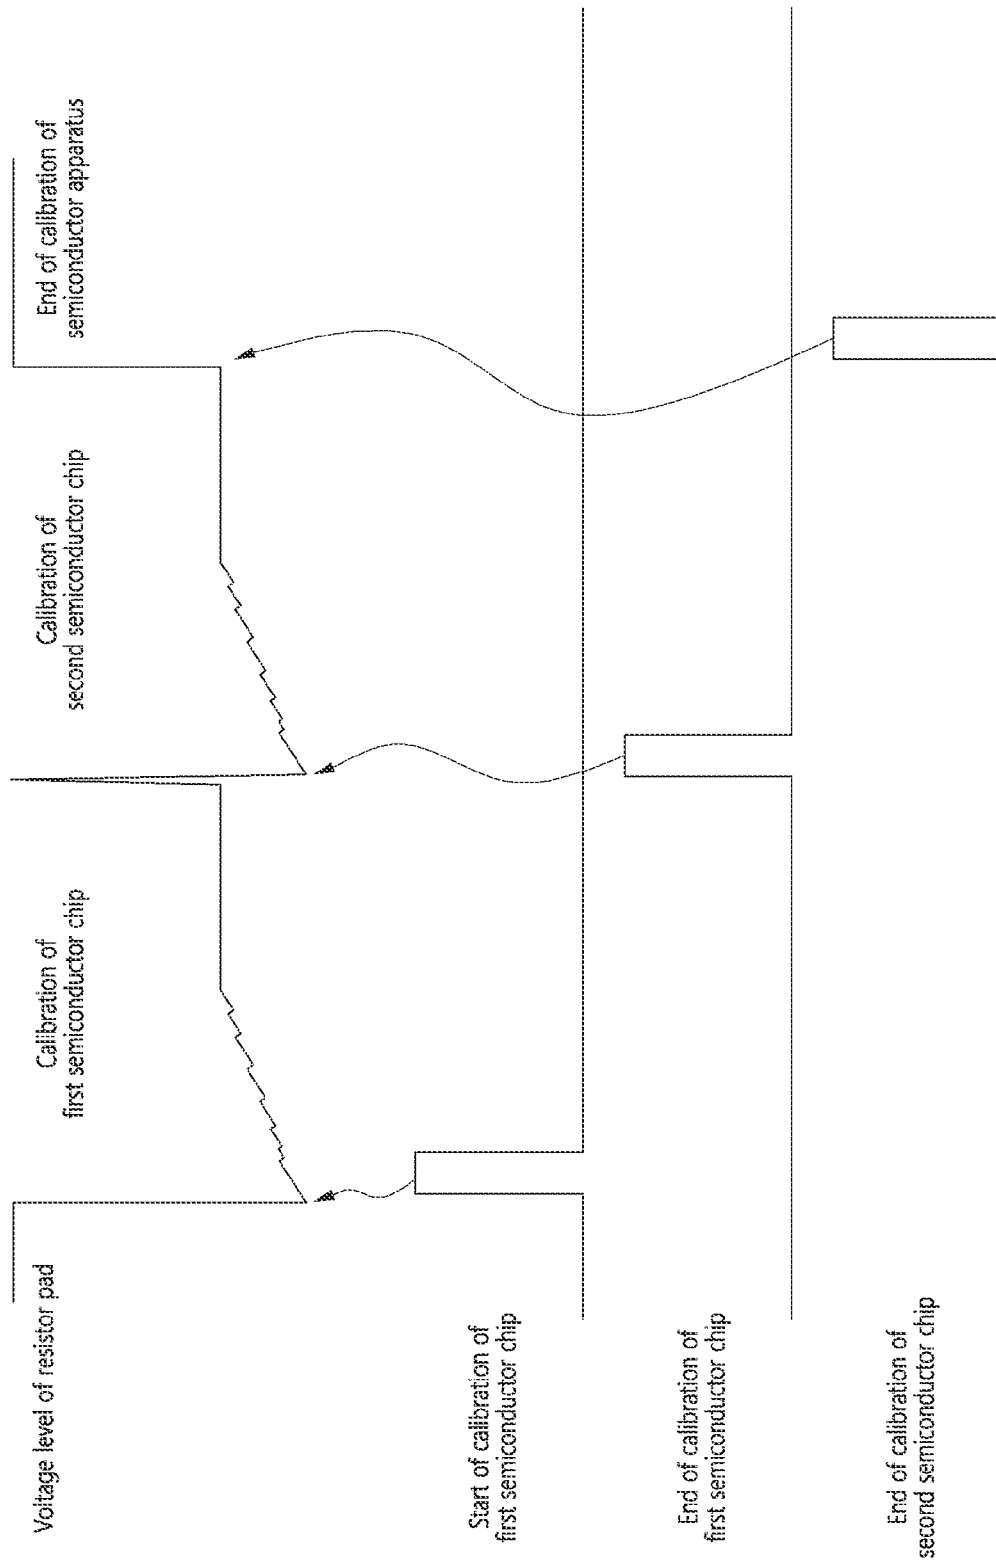 Voltage level of resistor pad
Calibration of
first semiconductor chip
Calibration of
second semiconductor chip
End of calibration of
semiconductor apparatus
Start of calibration of
first semiconductor chip
End of calibration of
first semiconductor chip
End of calibration of
second semiconductor chip